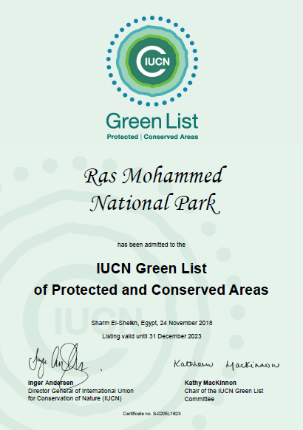 IUCN
Green List
Protected | Conserved Areas
Ras Mohammed
National Park
has been admitted to the
IUCN Green List
of Protected and Conserved Areas
Sharm El-Sheikh, Egypt, 24 November 2018
Listing valid until 31 December 2023
Inger Andersen
Director General of International Union
for Conservation of Nature (IUCN)
Kathleen MacKinnon
Kathy MacKinnon
Chair of the IUCN Green List
Committee
Certificate no.